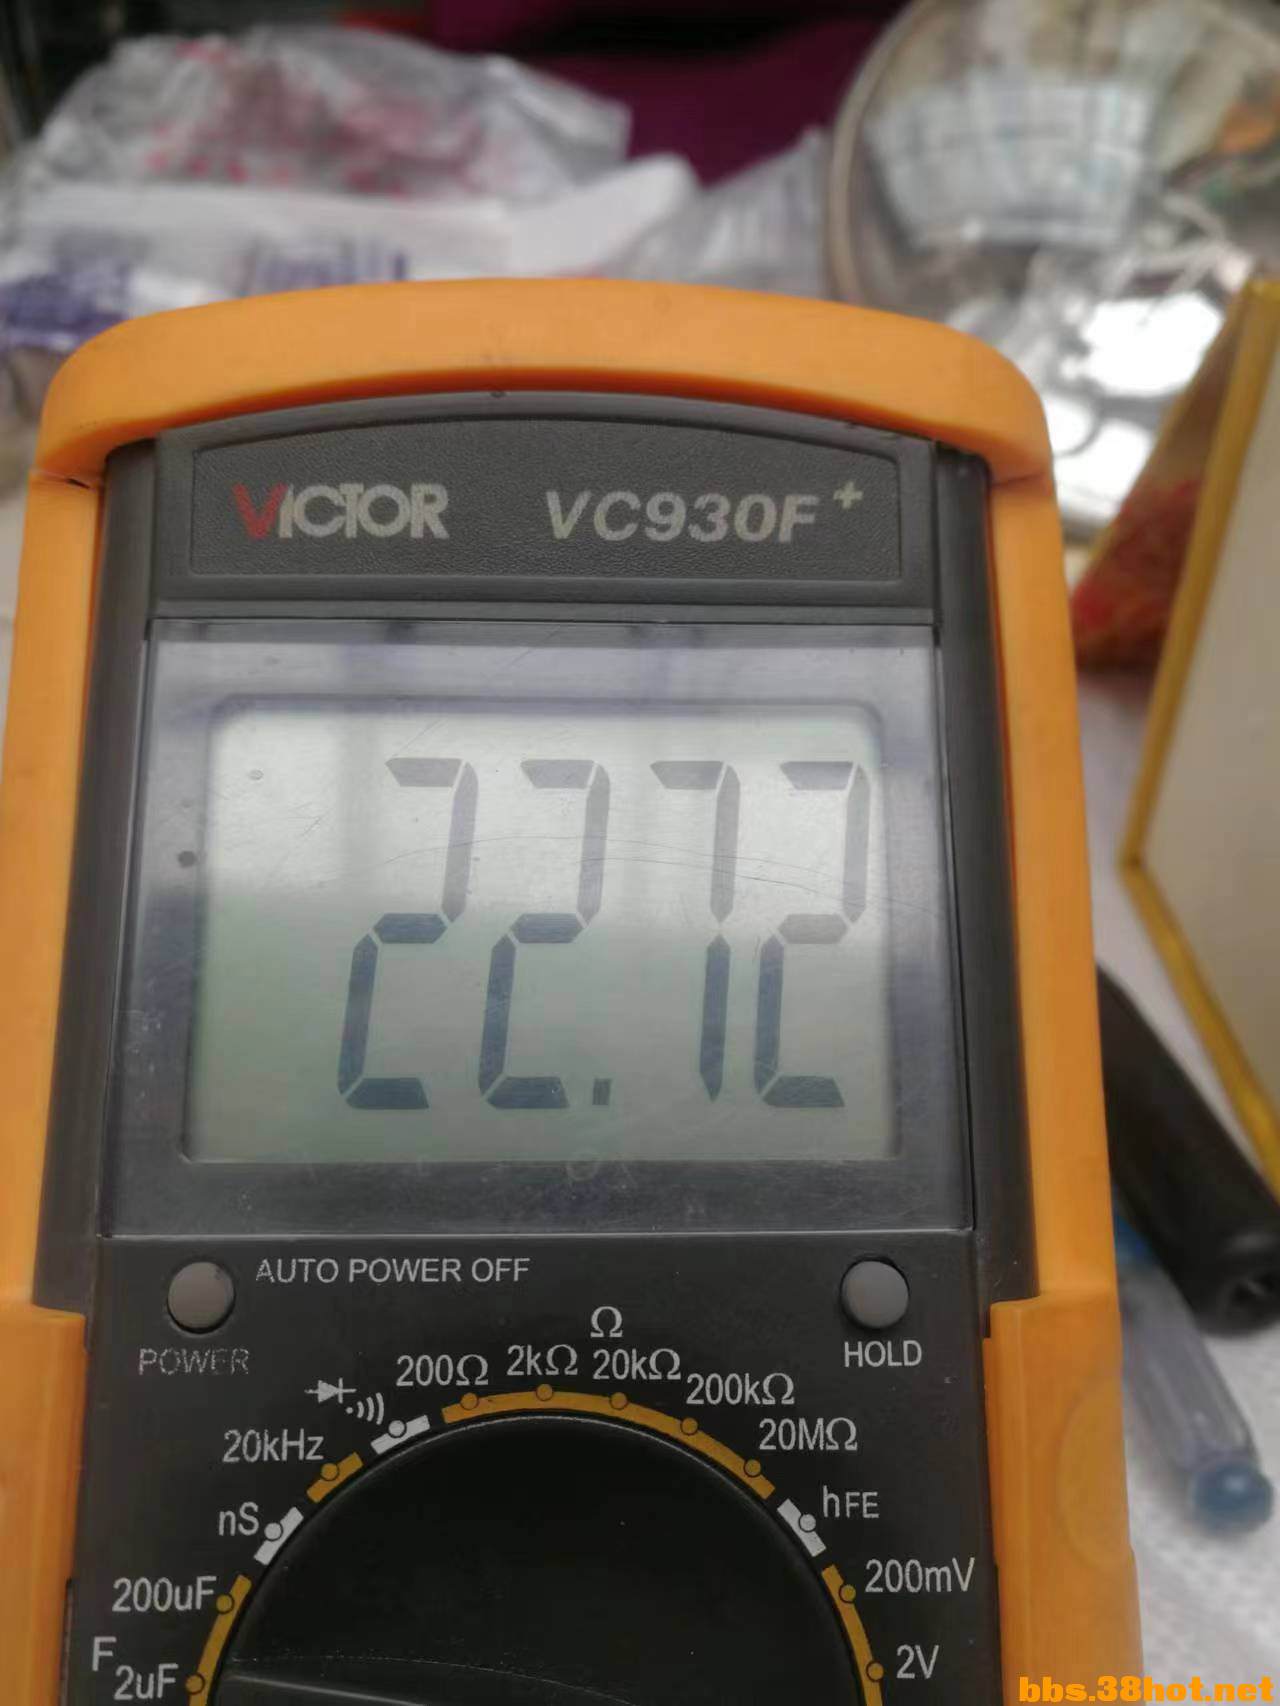 VICTOR VC930F+
22.72
AUTO POWER OFF
POWER
HOLD
Ω
200Ω 2kΩ 20kΩ 200kΩ
20MΩ
20kHz
hFE
nS
200mV
200uF
F
2uF
2V
bbs.38hot.net